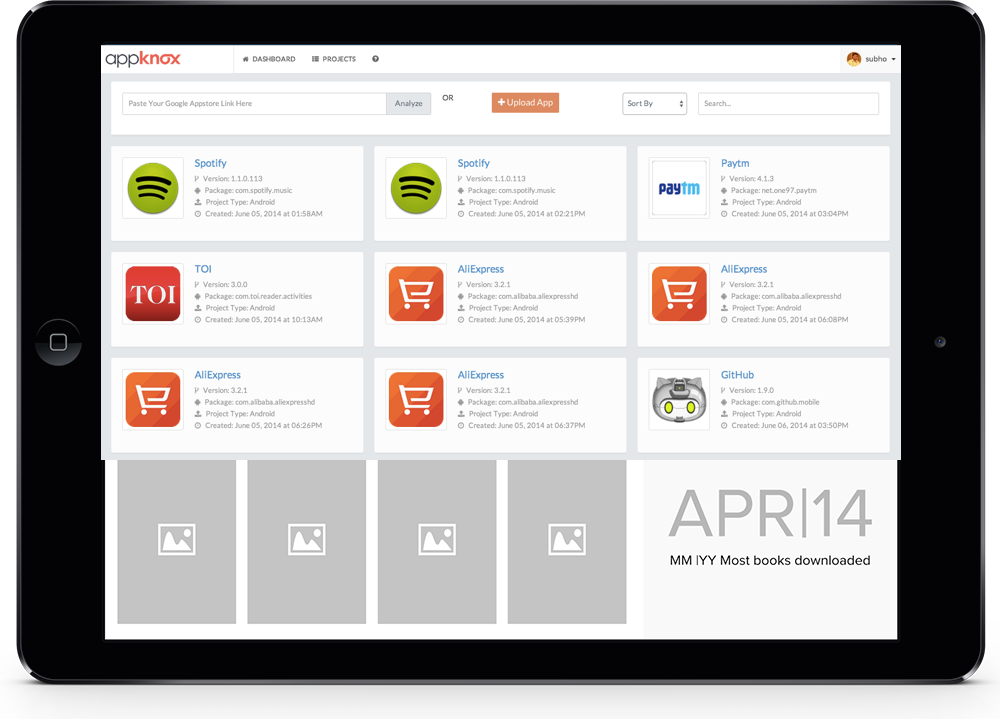 appknox
DASHBOARD
PROJECTS
subho
Paste Your Google Appstore Link Here
Analyze
OR
Upload App
Sort By
Search...
Spotify
Version: 1.1.0.113
Package: com.spotify.music
Project Type: Android
Created: June 05, 2014 at 01:58AM
Spotify
Version: 1.1.0.113
Package: com.spotify.music
Project Type: Android
Created: June 05, 2014 at 02:21PM
paytm
Paytm
Version: 4.1.3
Package: net.one97.paytm
Project Type: Android
Created: June 05, 2014 at 03:04PM
TOI
TOI
Version: 3.0.0
Package: com.toi.reader.activities
Project Type: Android
Created: June 05, 2014 at 10:13AM
AliExpress
Version: 3.2.1
Package: com.alibaba.aliexpresshd
Project Type: Android
Created: June 05, 2014 at 05:39PM
AliExpress
Version: 3.2.1
Package: com.alibaba.aliexpresshd
Project Type: Android
Created: June 05, 2014 at 06:08PM
AliExpress
Version: 3.2.1
Package: com.alibaba.aliexpresshd
Project Type: Android
Created: June 05, 2014 at 06:26PM
AliExpress
Version: 3.2.1
Package: com.alibaba.aliexpresshd
Project Type: Android
Created: June 05, 2014 at 06:37PM
GitHub
Version: 1.9.0
Package: com.github.mobile
Project Type: Android
Created: June 06, 2014 at 03:50PM
APR|14
MM |YY Most books downloaded